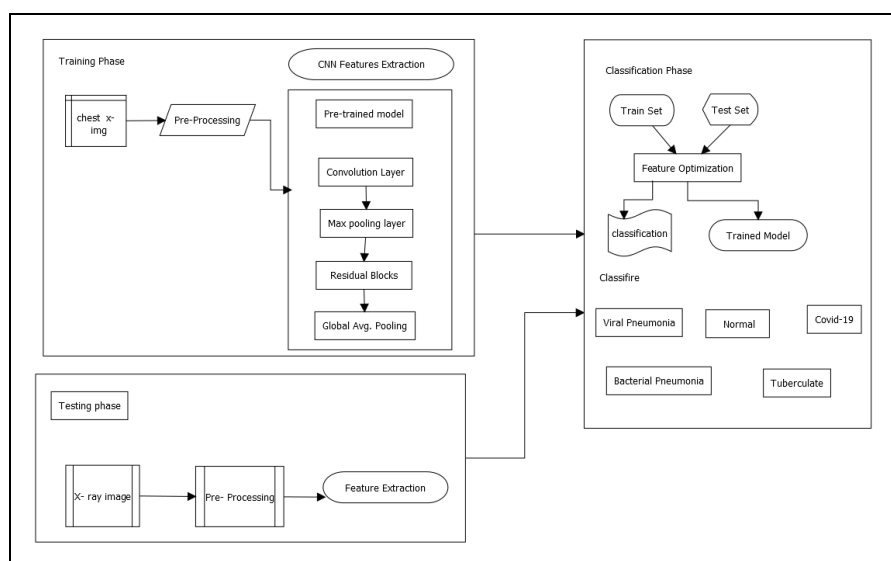 Training Phase
CNN Features Extraction
chest x-
img
Pre-Processing
Pre-trained model
Convolution Layer
Max pooling layer
Residual Blocks
Global Avg. Pooling
Testing phase
X- ray image
Pre- Processing
Feature Extraction
Classification Phase
Train Set
Test Set
Feature Optimization
classification
Trained Model
Classifire
Viral Pneumonia
Normal
Covid-19
Bacterial Pneumonia
Tuberculate